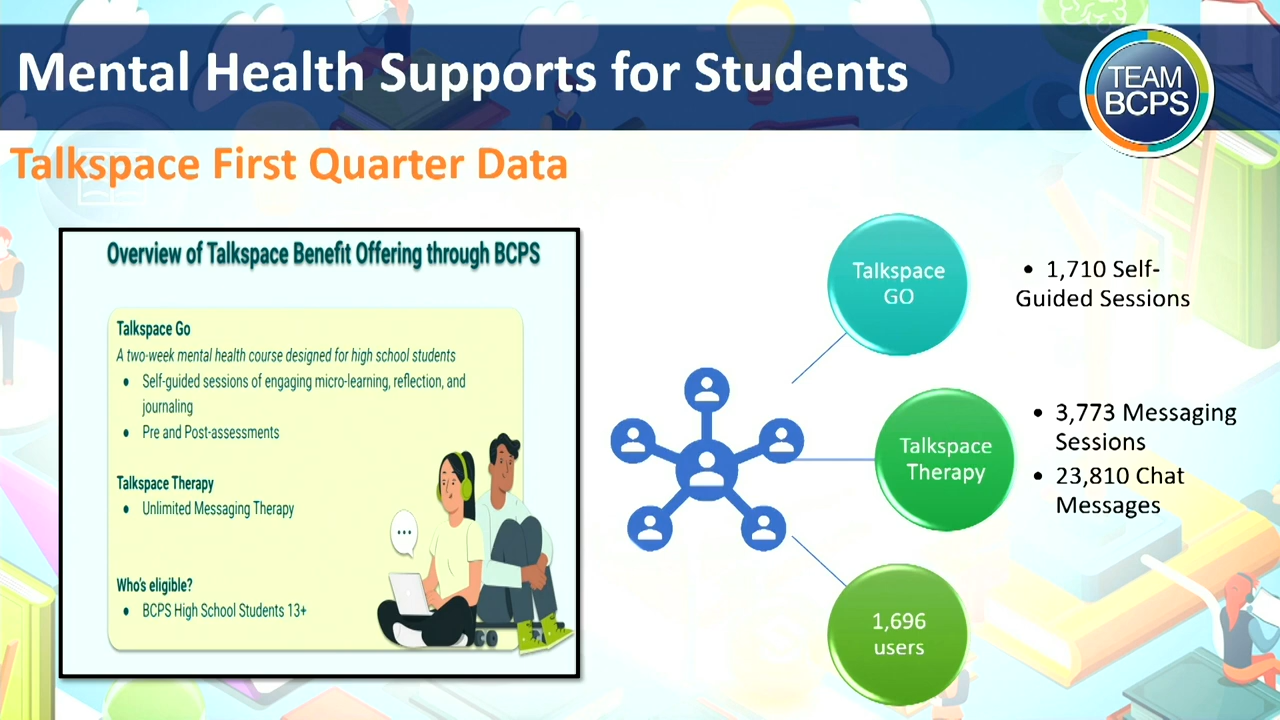 Mental Health Supports for Students
TEAM
BCPS
Talkspace First Quarter Data
Overview of Talkspace Benefit Offering through BCPS
Talkspace Go
A two-week mental health course designed for high school students
● Self-guided sessions of engaging micro-learning, reflection, and
journaling
● Pre and Post-assessments
Talkspace Therapy
● Unlimited Messaging Therapy
Who's eligible?
● BCPS High School Students 13+
Talkspace
GO
• 1,710 Self-
Guided Sessions
Talkspace
Therapy
• 3,773 Messaging
Sessions
• 23,810 Chat
Messages
1,696
users